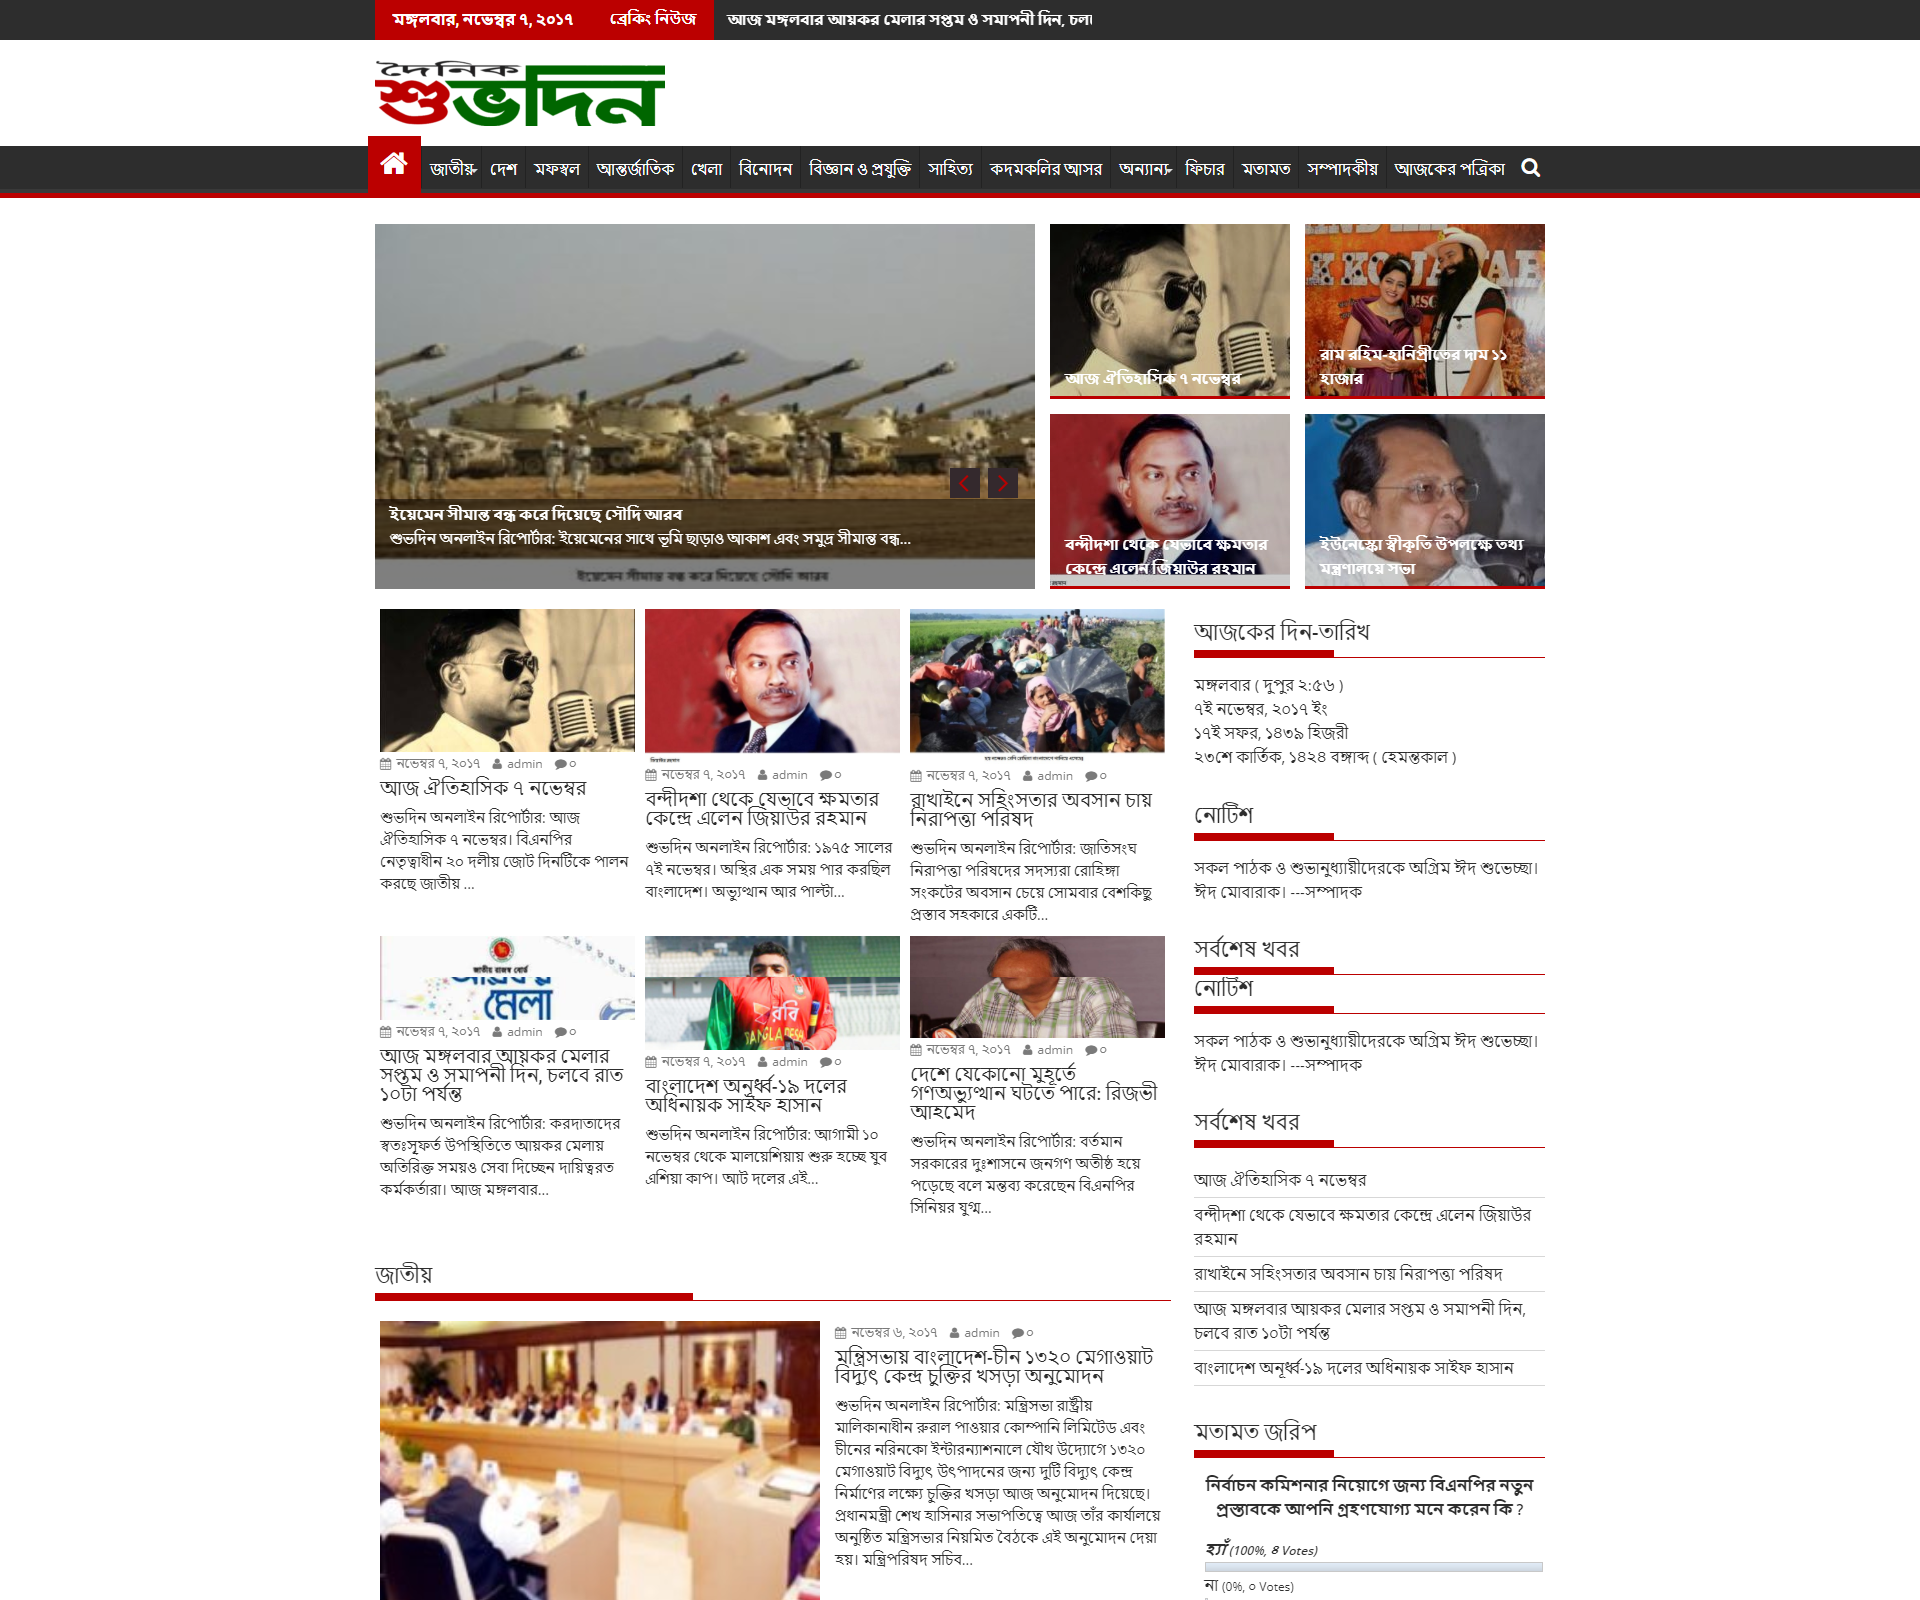 মঙ্গলবার, নভেম্বর ৭, ২০১৭
ব্রেকিং নিউজ
আজ মঙ্গলবার আয়কর মেলার সপ্তম ও সমাপনী দিন, চলা
দৈনিক
শুভদিন
জাতীয় দেশ মফস্বল আন্তর্জাতিক খেলা বিনোদন বিজ্ঞান ও প্রযুক্তি সাহিত্য কদমকলির আসর অন্যান্য ফিচার মতামত সম্পাদকীয় আজকের পত্রিকা
ইয়েমেন সীমান্ত বন্ধ করে দিয়েছে সৌদি আরব
শুভদিন অনলাইন রিপোর্টার: ইয়েমেনের সাথে ভূমি ছাড়াও আকাশ এবং সমুদ্র সীমান্ত বন্ধ...
ইয়েমেন সীমান্ত বন্ধ করে দিয়েছে সৌদি আরব
আজ ঐতিহাসিক ৭ নভেম্বর
রাম রহিম-হানিপ্রীতের দাম ১১
হাজার
বন্দীদশা থেকে যেভাবে ক্ষমতার
কেন্দ্রে এলেন জিয়াউর রহমান
ইউনেস্কো স্বীকৃতি উপলক্ষে তথ্য
মন্ত্রণালয়ে সভা
নভেম্বর ৭, ২০১৭ admin ০
আজ ঐতিহাসিক ৭ নভেম্বর
শুভদিন অনলাইন রিপোর্টার: আজ
ঐতিহাসিক ৭ নভেম্বর। বিএনপির
নেতৃত্বাধীন ২০ দলীয় জোট দিনটিকে পালন
করছে জাতীয় ...
নভেম্বর ৭, ২০১৭ admin ০
বন্দীদশা থেকে যেভাবে ক্ষমতার
কেন্দ্রে এলেন জিয়াউর রহমান
শুভদিন অনলাইন রিপোর্টার: ১৯৭৫ সালের
৭ই নভেম্বর। অস্থির এক সময় পার করছিল
বাংলাদেশ। অভ্যুত্থান আর পাল্টা...
নভেম্বর ৭, ২০১৭ admin ০
রাখাইনে সহিংসতার অবসান চায়
নিরাপত্তা পরিষদ
শুভদিন অনলাইন রিপোর্টার: জাতিসংঘ
নিরাপত্তা পরিষদের সদস্যরা রোহিঙ্গা
সংকটের অবসান চেয়ে সোমবার বেশকিছু
প্রস্তাব সহকারে একটি...
জাতীয় রাজস্ব বোর্ড
মেলা
নভেম্বর ৭, ২০১৭ admin ০
আজ মঙ্গলবার আয়কর মেলার
সপ্তম ও সমাপনী দিন, চলবে রাত
১০টা পর্যন্ত
শুভদিন অনলাইন রিপোর্টার: করদাতাদের
স্বতঃস্ফূর্ত উপস্থিতিতে আয়কর মেলায়
অতিরিক্ত সময়ও সেবা দিচ্ছেন দায়িত্বরত
কর্মকর্তারা। আজ মঙ্গলবার...
রবি
BANGLADESH
নভেম্বর ৭, ২০১৭ admin ০
বাংলাদেশ অনূর্ধ্ব-১৯ দলের
অধিনায়ক সাইফ হাসান
শুভদিন অনলাইন রিপোর্টার: আগামী ১০
নভেম্বর থেকে মালয়েশিয়ায় শুরু হচ্ছে যুব
এশিয়া কাপ। আট দলের এই...
নভেম্বর ৭, ২০১৭ admin ০
দেশে যেকোনো মুহূর্তে
গণঅভ্যুত্থান ঘটতে পারে: রিজভী
আহমেদ
শুভদিন অনলাইন রিপোর্টার: বর্তমান
সরকারের দুঃশাসনে জনগণ অতীষ্ঠ হয়ে
পড়েছে বলে মন্তব্য করেছেন বিএনপির
সিনিয়র যুগ্ম...
জাতীয়
নভেম্বর ৬, ২০১৭ admin ০
মন্ত্রিসভায় বাংলাদেশ-চীন ১৩২০ মেগাওয়াট
বিদ্যুৎ কেন্দ্র চুক্তির খসড়া অনুমোদন
শুভদিন অনলাইন রিপোর্টার: মন্ত্রিসভা রাষ্ট্রীয়
মালিকানাধীন রুরাল পাওয়ার কোম্পানি লিমিটেড এবং
চীনের নরিনকো ইন্টারন্যাশনালে যৌথ উদ্যোগে ১৩২০
মেগাওয়াট বিদ্যুৎ উৎপাদনের জন্য দুটি বিদ্যুৎ কেন্দ্র
নির্মাণের লক্ষ্যে চুক্তির খসড়া আজ অনুমোদন দিয়েছে।
প্রধানমন্ত্রী শেখ হাসিনার সভাপতিত্বে আজ তাঁর কার্যালয়ে
অনুষ্ঠিত মন্ত্রিসভার নিয়মিত বৈঠকে এই অনুমোদন দেয়া
হয়। মন্ত্রিপরিষদ সচিব...
আজকের দিন-তারিখ
মঙ্গলবার ( দুপুর ২:৫৬ )
৭ই নভেম্বর, ২০১৭ ইং
১৭ই সফর, ১৪৩৯ হিজরী
২৩শে কার্তিক, ১৪২৪ বঙ্গাব্দ ( হেমন্তকাল )
নোটিশ
সকল পাঠক ও শুভানুধ্যায়ীদেরকে অগ্রিম ঈদ শুভেচ্ছা।
ঈদ মোবারাক। ---সম্পাদক
সর্বশেষ খবর
নোটিশ
সকল পাঠক ও শুভানুধ্যায়ীদেরকে অগ্রিম ঈদ শুভেচ্ছা।
ঈদ মোবারাক। ---সম্পাদক
সর্বশেষ খবর
আজ ঐতিহাসিক ৭ নভেম্বর
বন্দীদশা থেকে যেভাবে ক্ষমতার কেন্দ্রে এলেন জিয়াউর
রহমান
রাখাইনে সহিংসতার অবসান চায় নিরাপত্তা পরিষদ
আজ মঙ্গলবার আয়কর মেলার সপ্তম ও সমাপনী দিন,
চলবে রাত ১০টা পর্যন্ত
বাংলাদেশ অনূর্ধ্ব-১৯ দলের অধিনায়ক সাইফ হাসান
মতামত জরিপ
নির্বাচন কমিশনার নিয়োগে জন্য বিএনপির নতুন
প্রস্তাবকে আপনি গ্রহণযোগ্য মনে করেন কি ?
হ্যাঁ (100%, ৪ Votes)
না (0%, ০ Votes)